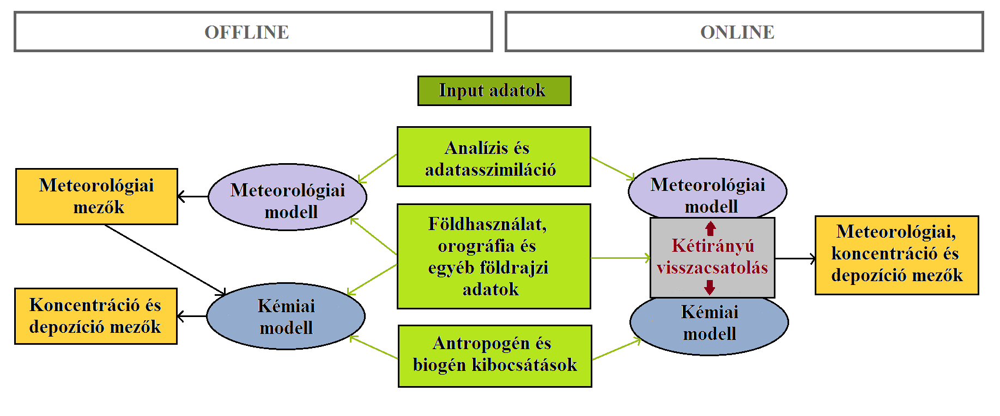 OFFLINE
ONLINE
Input adatok
Analízis és
adatasszimiláció
Meteorológiai
mezők
Meteorológiai
modell
Meteorológiai
modell
Földhasználat,
orográfia és
egyéb földrajzi
adatok
Kétirányú
visszacsatolás
Meteorológiai,
koncentráció és
depozíció mezők
Koncentráció és
depozíció mezők
Kémiai
modell
Kémiai
modell
Antropogén és
biogén kibocsátások